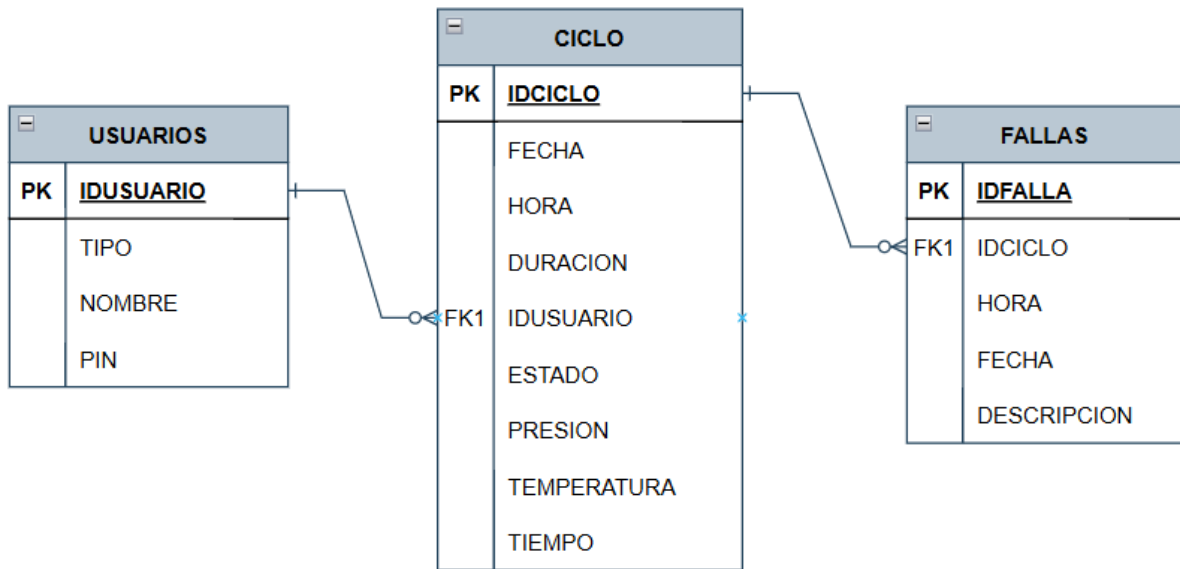 USUARIOS
PK IDUSUARIO
TIPO
NOMBRE
PIN
CICLO
PK IDCICLO
FECHA
HORA
DURACION
FK1 IDUSUARIO
ESTADO
PRESION
TEMPERATURA
TIEMPO
FALLAS
PK IDFALLA
FK1 IDCICLO
HORA
FECHA
DESCRIPCION